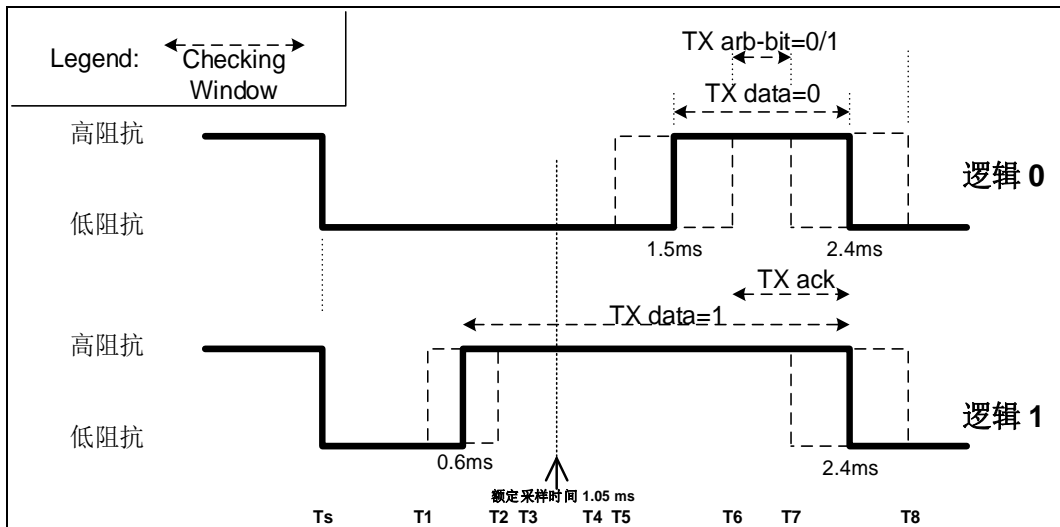 Legend:
Checking
Window
TX arb-bit=0/1
TX data=0
高阻抗
低阻抗
逻辑 0
1.5ms
2.4ms
TX ack
TX data=1
高阻抗
低阻抗
逻辑 1
0.6ms
2.4ms
额定采样时间 1.05 ms
Ts T1 T2 T3 T4 T5 T6 T7 T8